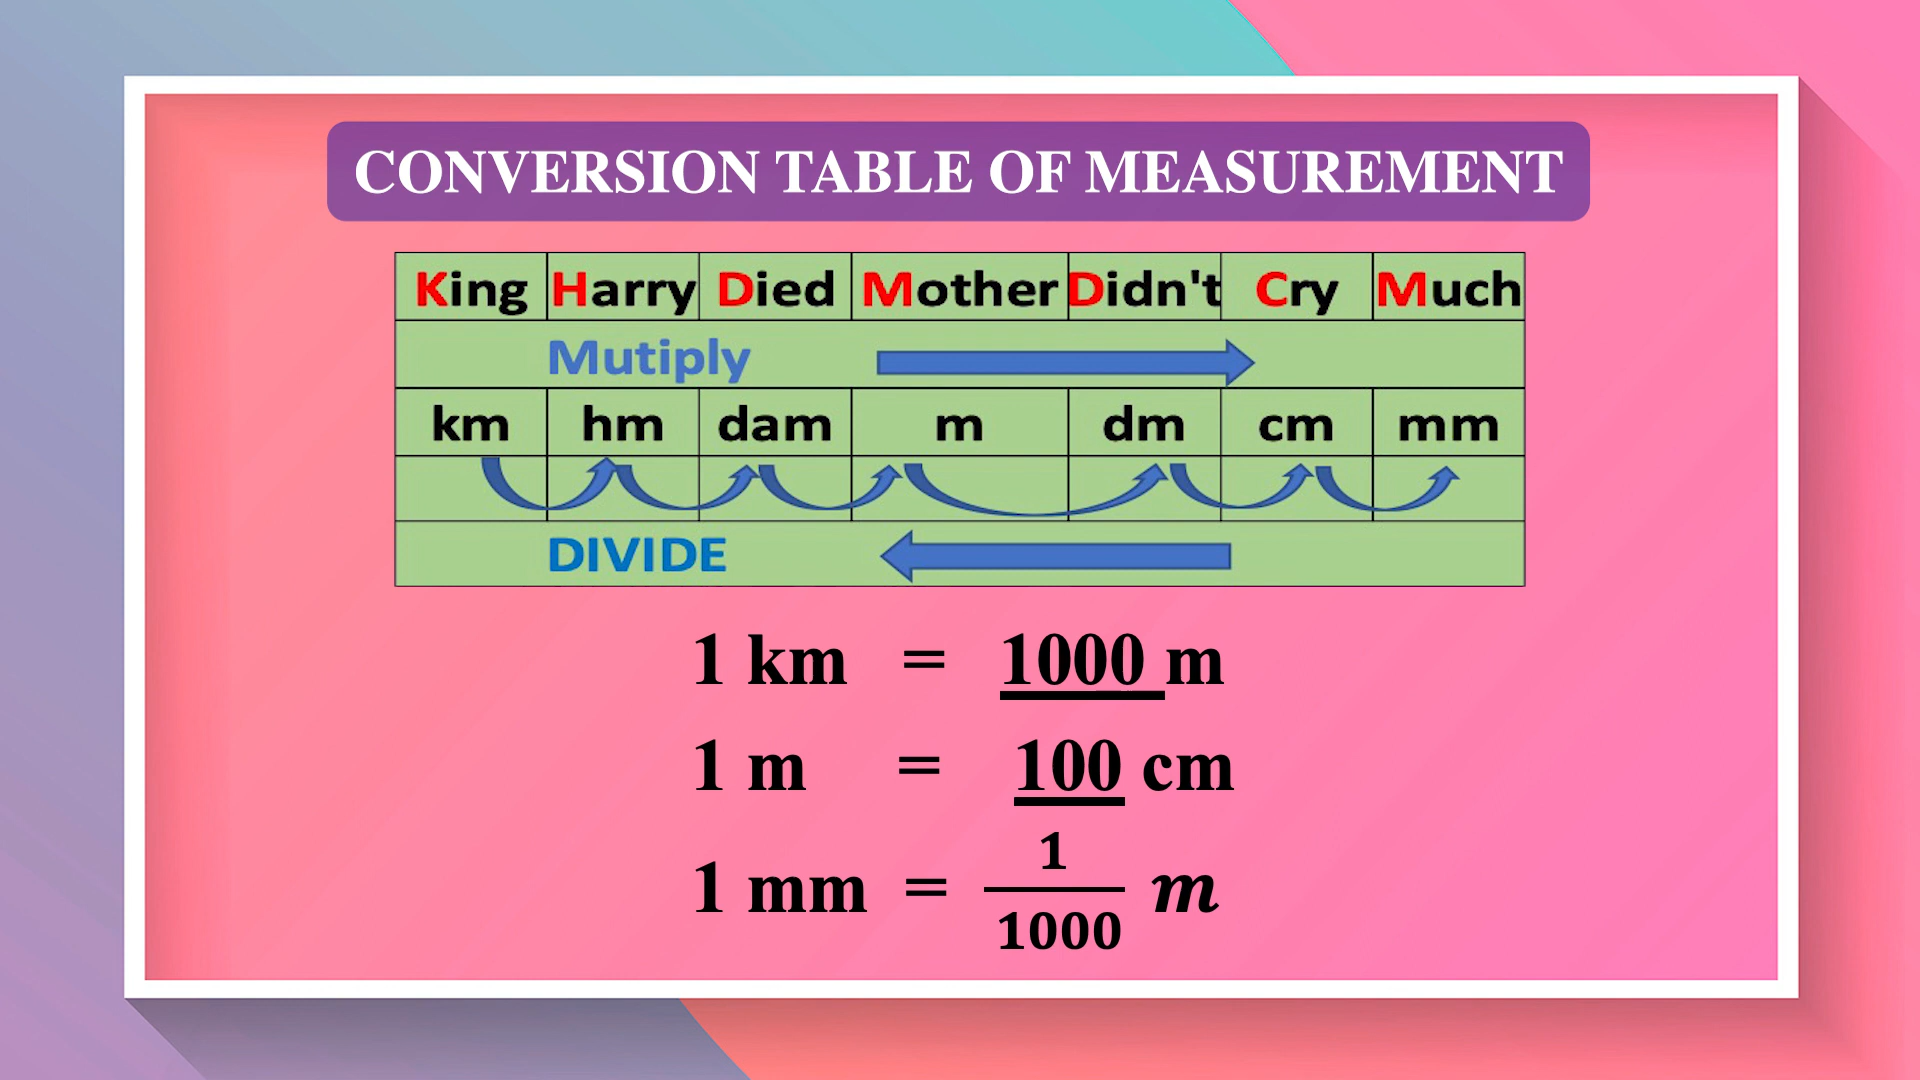 CONVERSION TABLE OF MEASUREMENT
King Harry Died Mother Didn't Cry Much
Mutiply
km hm dam m dm cm mm
DIVIDE
1 km = 1000 m
1 m = 100 cm
1 mm = 1/1000 m